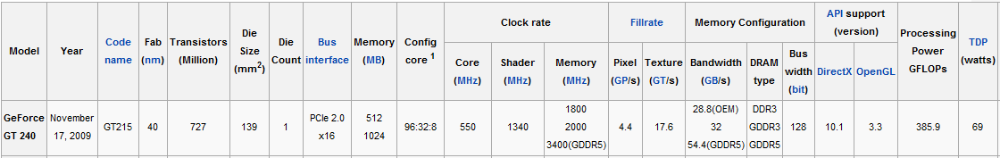 Model Year Code name Fab (nm) Transistors (Million) Die Size (mm2) Die Count Bus interface Memory (MB) Config core 1 Clock rate Fillrate Memory Configuration API support (version) Processing Power GFLOPs TDP (watts)
Core (MHz) Shader (MHz) Memory (MHz) Pixel (GP/s) Texture (GT/s) Bandwidth (GB/s) DRAM type Bus width (bit) DirectX OpenGL
GeForce GT 240 November 17, 2009 GT215 40 727 139 1 PCIe 2.0 x16 512 1024 96:32:8 550 1340 1800 2000 3400(GDDR5) 4.4 17.6 28.8(OEM) 32 54.4(GDDR5) DDR3 GDDR3 GDDR5 128 10.1 3.3 385.9 69